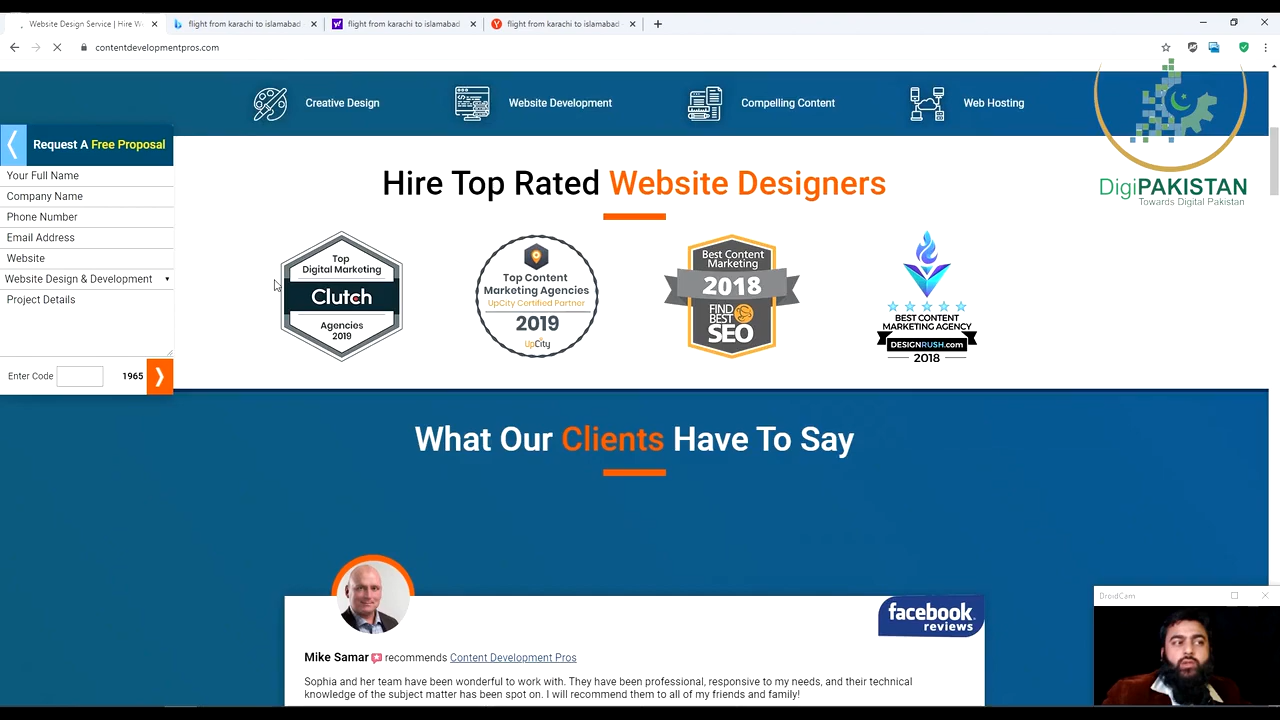 Website Design Service | Hire W
flight from karachi to islamabad
flight from karachi to islamabad
flight from karachi to islamabad
contentdevelopmentpros.com
Creative Design
Website Development
Compelling Content
Web Hosting
DigiPAKISTAN
Towards Digital Pakistan
Request A Free Proposal
Your Full Name
Company Name
Phone Number
Email Address
Website
Website Design & Development
Project Details
Enter Code
1965
Hire Top Rated Website Designers
Top
Digital Marketing
Clutch
Agencies
2019
Top Content
Marketing Agencies
UpCity Certified Partner
2019
UpCity
Best Content
Marketing
2018
FIND
BEST
SEO
BEST CONTENT
MARKETING AGENCY
DESIGNRUSH.com
2018
What Our Clients Have To Say
facebook
reviews
Mike Samar recommends Content Development Pros
Sophia and her team have been wonderful to work with. They have been professional, responsive to my needs, and their technical
knowledge of the subject matter has been spot on. I will recommend them to all of my friends and family!
DroidCam